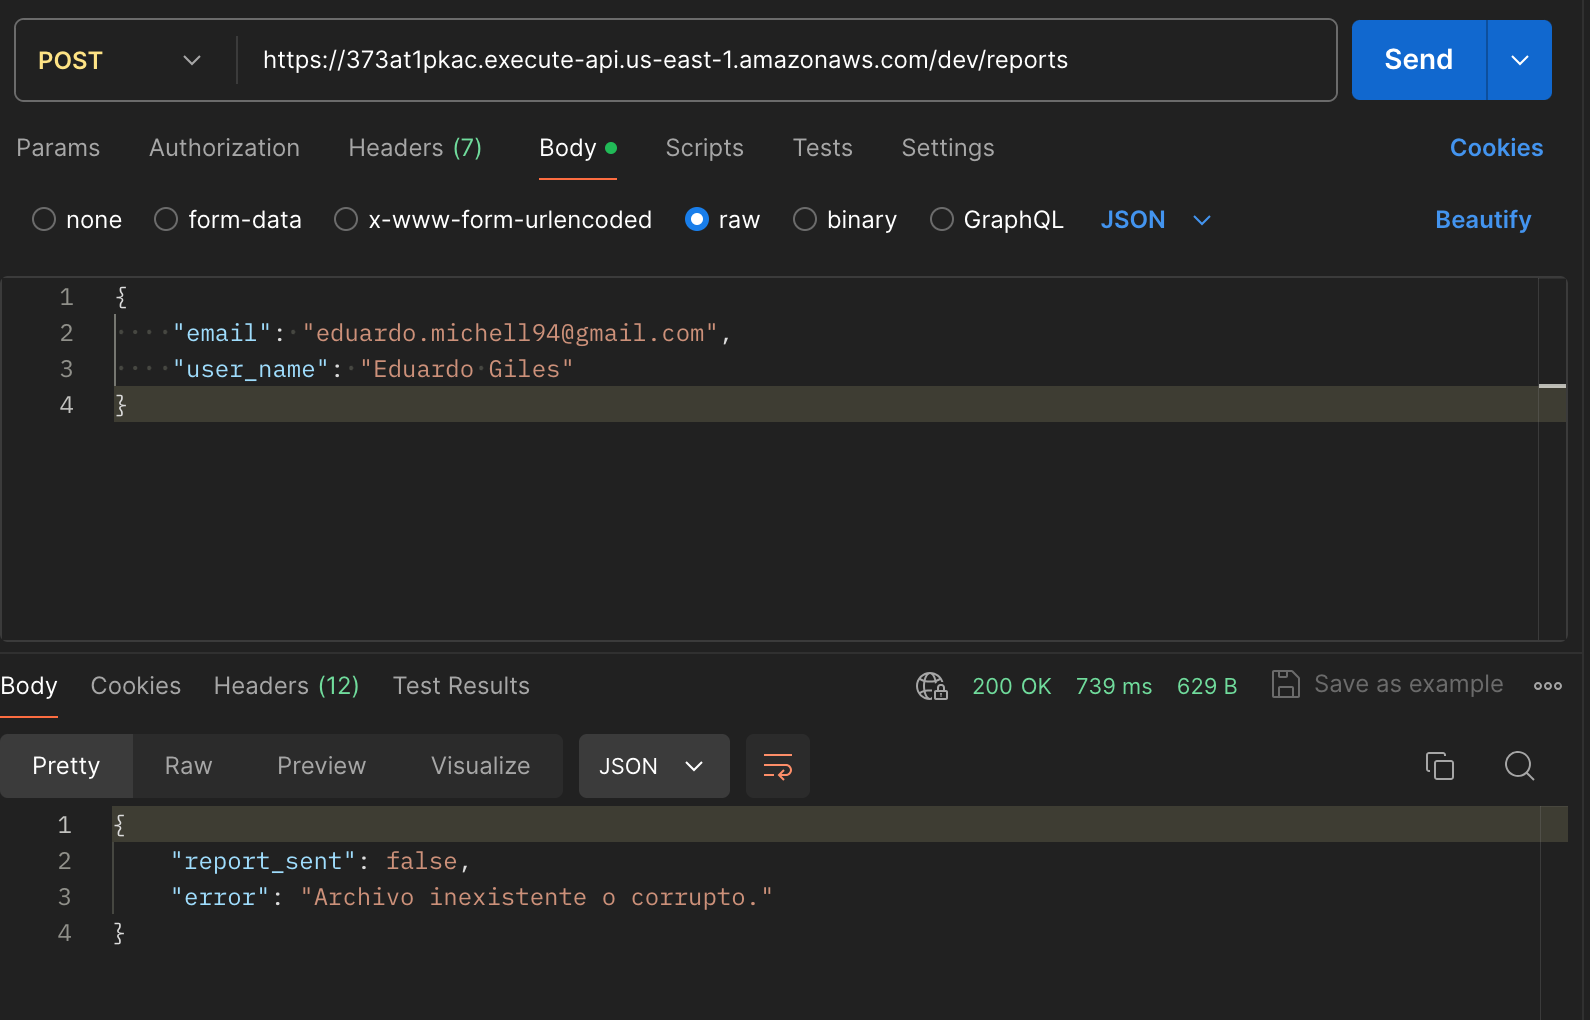 POST https://373at1pkac.execute-api.us-east-1.amazonaws.com/dev/reports Send
Params Authorization Headers (7) Body Scripts Tests Settings Cookies
none form-data x-www-form-urlencoded raw binary GraphQL JSON Beautify
1 {
2 "email": "eduardo.michell94@gmail.com",
3 "user_name": "Eduardo Giles"
4 }
Body Cookies Headers (12) Test Results 200 OK 739 ms 629 B Save as example
Pretty Raw Preview Visualize JSON
1 {
2 "report_sent": false,
3 "error": "Archivo inexistente o corrupto."
4 }